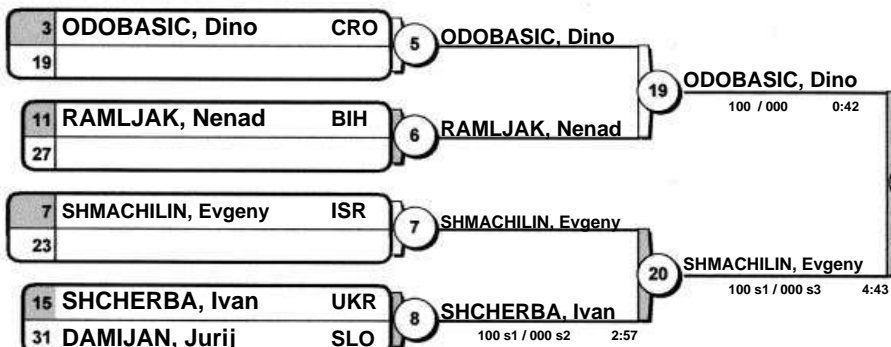 3 ODOBASIC, Dino CRO
19
5
ODOBASIC, Dino
11 RAMLJAK, Nenad BIH
27
6
RAMLJAK, Nenad
19
ODOBASIC, Dino
100 / 000 0:42
7 SHMACHILIN, Evgeny ISR
23
7
SHMACHILIN, Evgeny
15 SHCHERBA, Ivan UKR
31 DAMIJAN, Jurij SLO
8
SHCHERBA, Ivan
100 s1 / 000 s2 2:57
20
SHMACHILIN, Evgeny
100 s1 / 000 s3 4:43